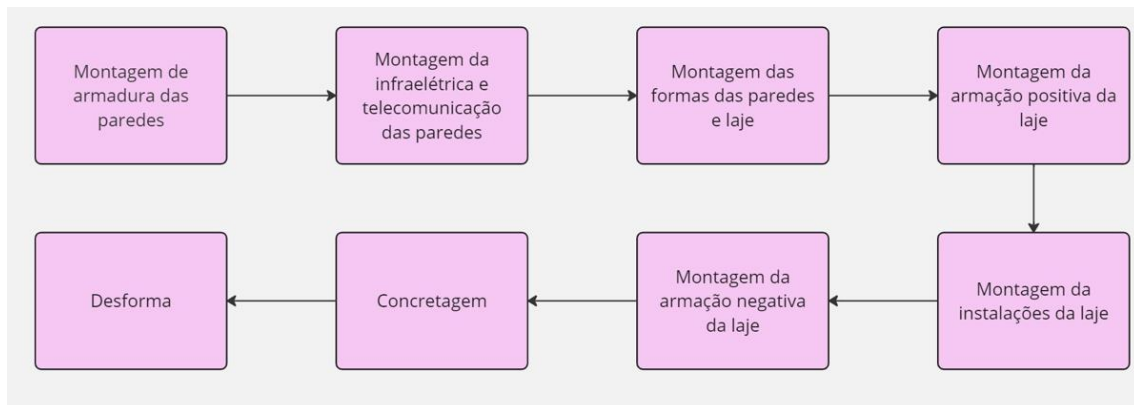 Montagem de
armadura das
paredes
Montagem da
infraelétrica e
telecomunicação
das paredes
Montagem das
formas das paredes
e laje
Montagem da
armação positiva da
laje
Montagem da
instalações da laje
Montagem da
armação negativa
da laje
Concretagem
Desforma